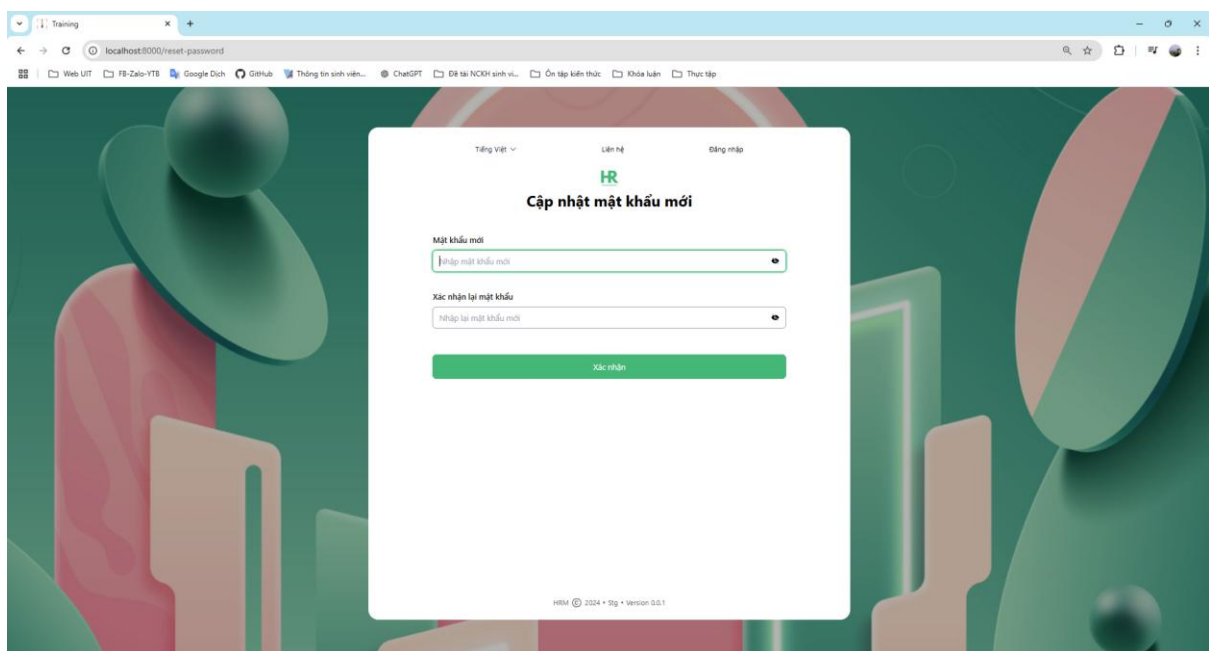 Training
localhost:8000/reset-password
Web UIT FB-Zalo-YTB Google Dịch GitHub Thông tin sinh viên... ChatGPT Đề tài NCKH sinh vi... Ôn tập kiến thức Khóa luận Thực tập
Tiếng Việt Liên hệ Đăng nhập
HR
Cập nhật mật khẩu mới
Mật khẩu mới
Nhập mật khẩu mới
Xác nhận lại mật khẩu
Nhập lại mật khẩu mới
Xác nhận
HRM © 2024 • Stg • Version 0.0.1